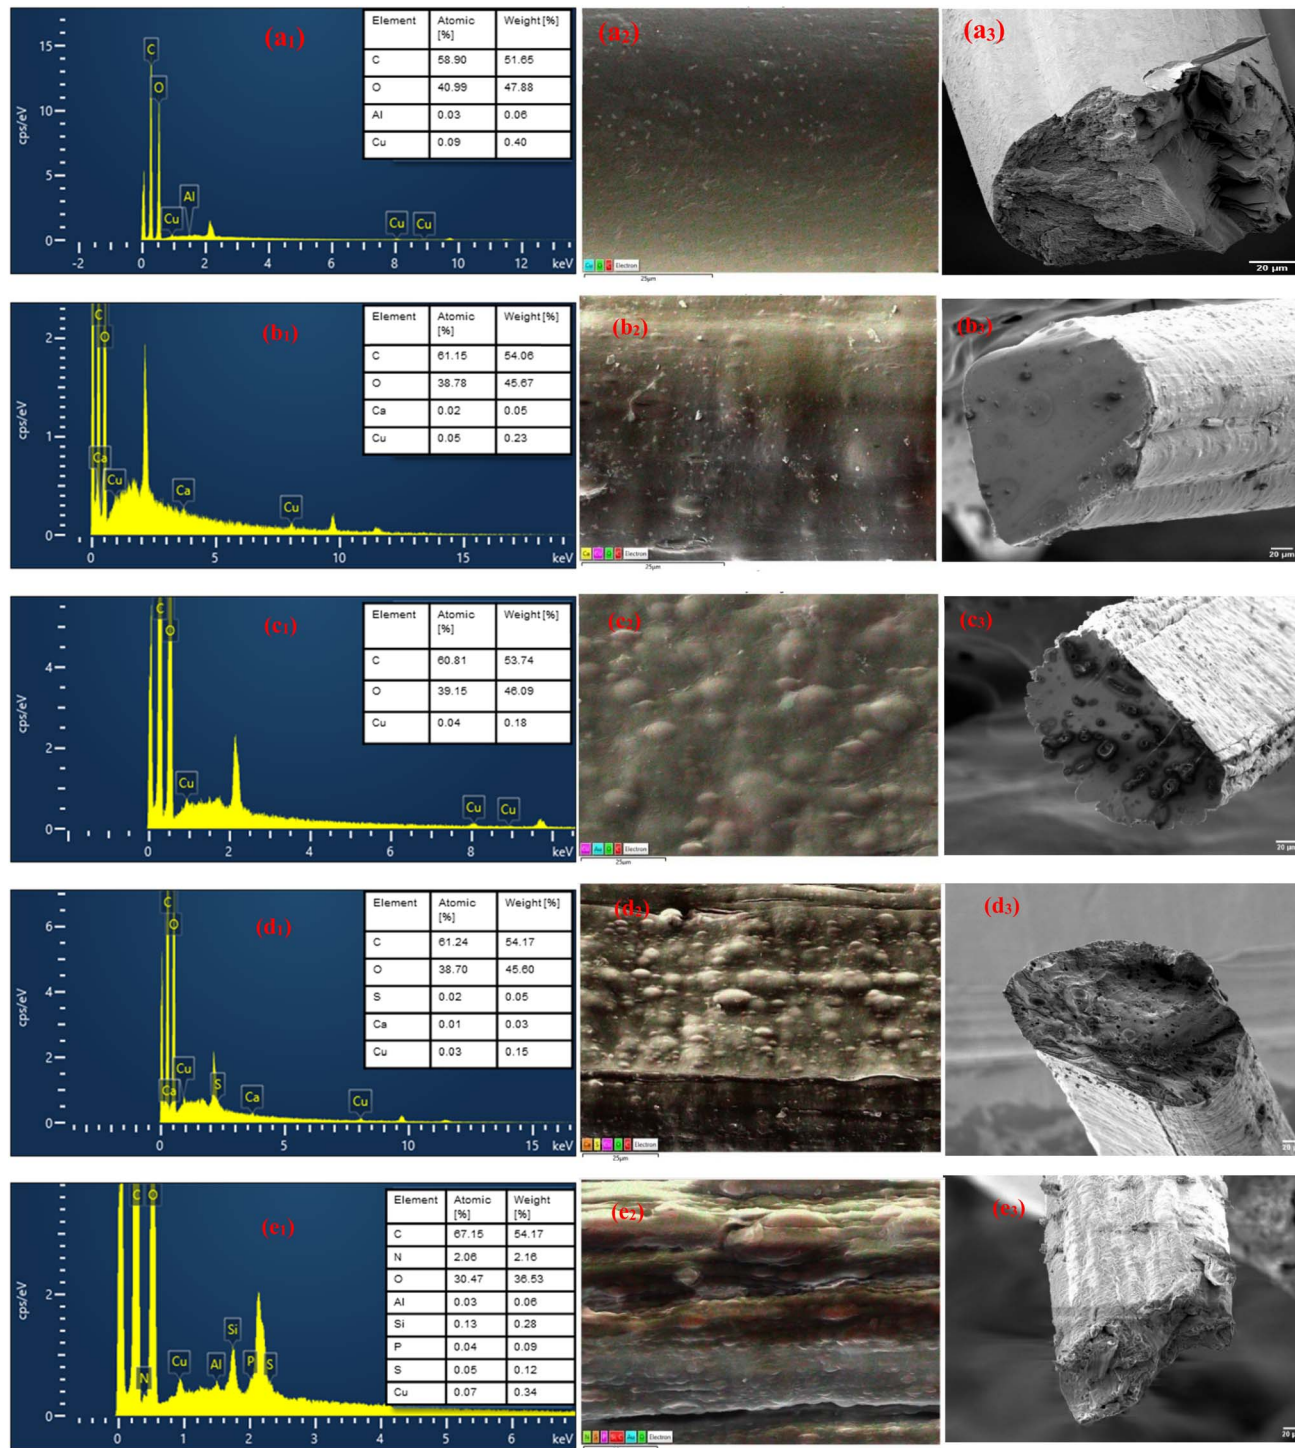 (a1)
cps/eV
15
10
5
0
C
O
Al
Cu
Cu
Cu
-2 0 2 4 6 8 10 12 keV
Element Atomic [%] Weight [%]
C 58.90 51.65
O 40.99 47.88
Al 0.03 0.06
Cu 0.09 0.40
(a2)
Electron
25µm
(a3)
20 µm
(b1)
cps/eV
2
1
0
C
O
Ca
Cu
Ca
Cu
0 5 10 15 keV
Element Atomic [%] Weight [%]
C 61.15 54.06
O 38.78 45.67
Ca 0.02 0.05
Cu 0.05 0.23
(b2)
Electron
25µm
20 µm
(c1)
cps/eV
4
2
0
C
O
Cu
Cu
Cu
0 2 4 6 8 keV
Element Atomic [%] Weight [%]
C 60.81 53.74
O 39.15 46.09
Cu 0.04 0.18
Electron
25µm
(c3)
20 µm
(d1)
cps/eV
6
4
2
0
C
O
Ca
Cu
S
Ca
Cu
0 5 10 15 keV
Element Atomic [%] Weight [%]
C 61.24 54.17
O 38.70 45.60
S 0.02 0.05
Ca 0.01 0.03
Cu 0.03 0.15
(d2)
Electron
25µm
(d3)
(e1)
cps/eV
2
0
C
O
N
Cu
Al
Si
P
S
0 2 4 6 keV
Element Atomic [%] Weight [%]
C 67.15 54.17
N 2.06 2.16
O 30.47 36.53
Al 0.03 0.06
Si 0.13 0.28
P 0.04 0.09
S 0.05 0.12
Cu 0.07 0.34
(e2)
Electron
(e3)